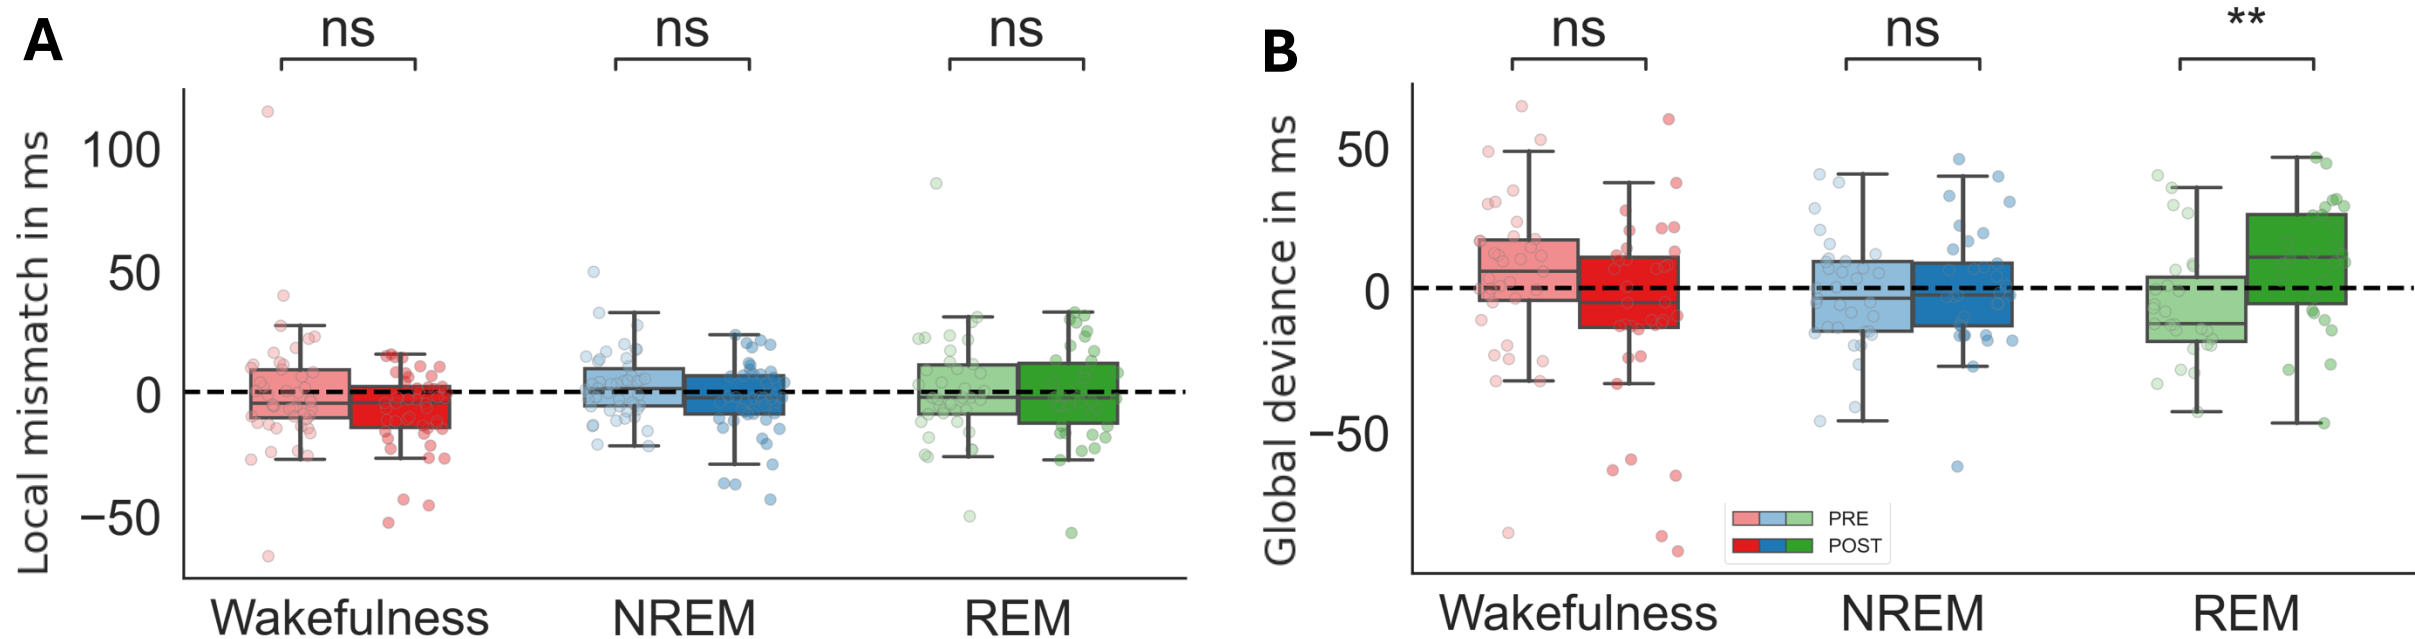 A
ns
ns
ns
Local mismatch in ms
100
50
0
−50
Wakefulness
NREM
REM
B
ns
ns
**
Global deviance in ms
50
0
−50
PRE
POST
Wakefulness
NREM
REM